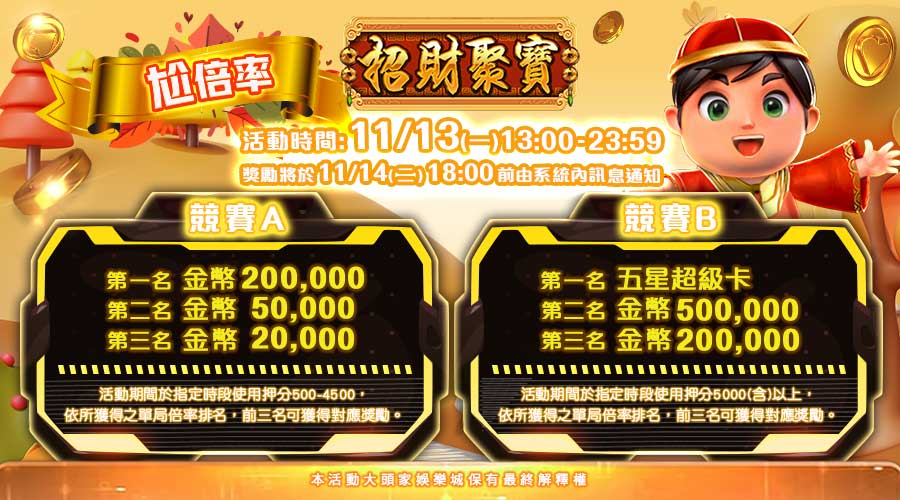 尬倍率
招財聚寶
活動時間: 11/13(一)13:00-23:59
獎勵將於11/14(二)18:00前由系統內訊息通知
競賽A
第一名 金幣 200,000
第二名 金幣 50,000
第三名 金幣 20,000
活動期間於指定時段使用押分500-4500，
依所獲得之單局倍率排名，前三名可獲得對應獎勵。
競賽B
第一名 五星超級卡
第二名 金幣 500,000
第三名 金幣 200,000
活動期間於指定時段使用押分5000(含)以上，
依所獲得之單局倍率排名，前三名可獲得對應獎勵。
本活動大頭家娛樂城保有最終解釋權